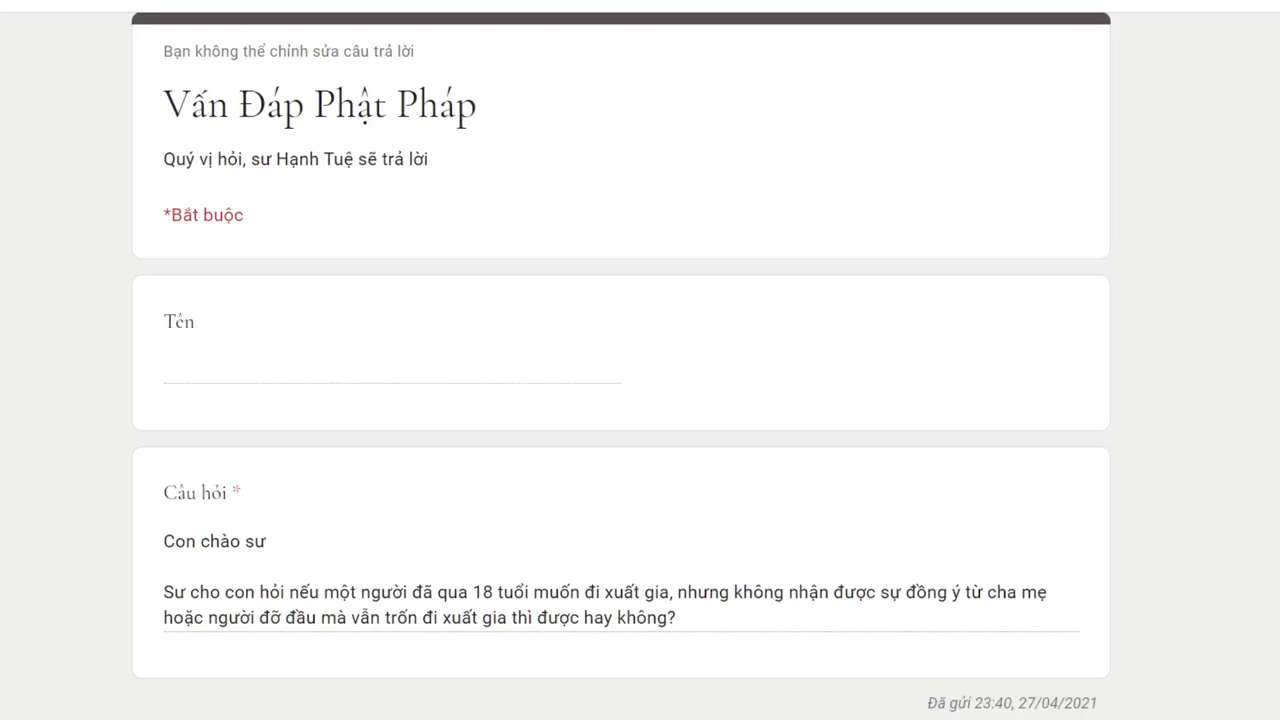 Bạn không thể chỉnh sửa câu trả lời
Vấn Đáp Phật Pháp
Quý vị hỏi, sư Hạnh Tuệ sẽ trả lời
*Bắt buộc
Tên
Câu hỏi *
Con chào sư
Sư cho con hỏi nếu một người đã qua 18 tuổi muốn đi xuất gia, nhưng không nhận được sự đồng ý từ cha mẹ
hoặc người đỡ đầu mà vẫn trốn đi xuất gia thì được hay không?
Đã gửi 23:40, 27/04/2021